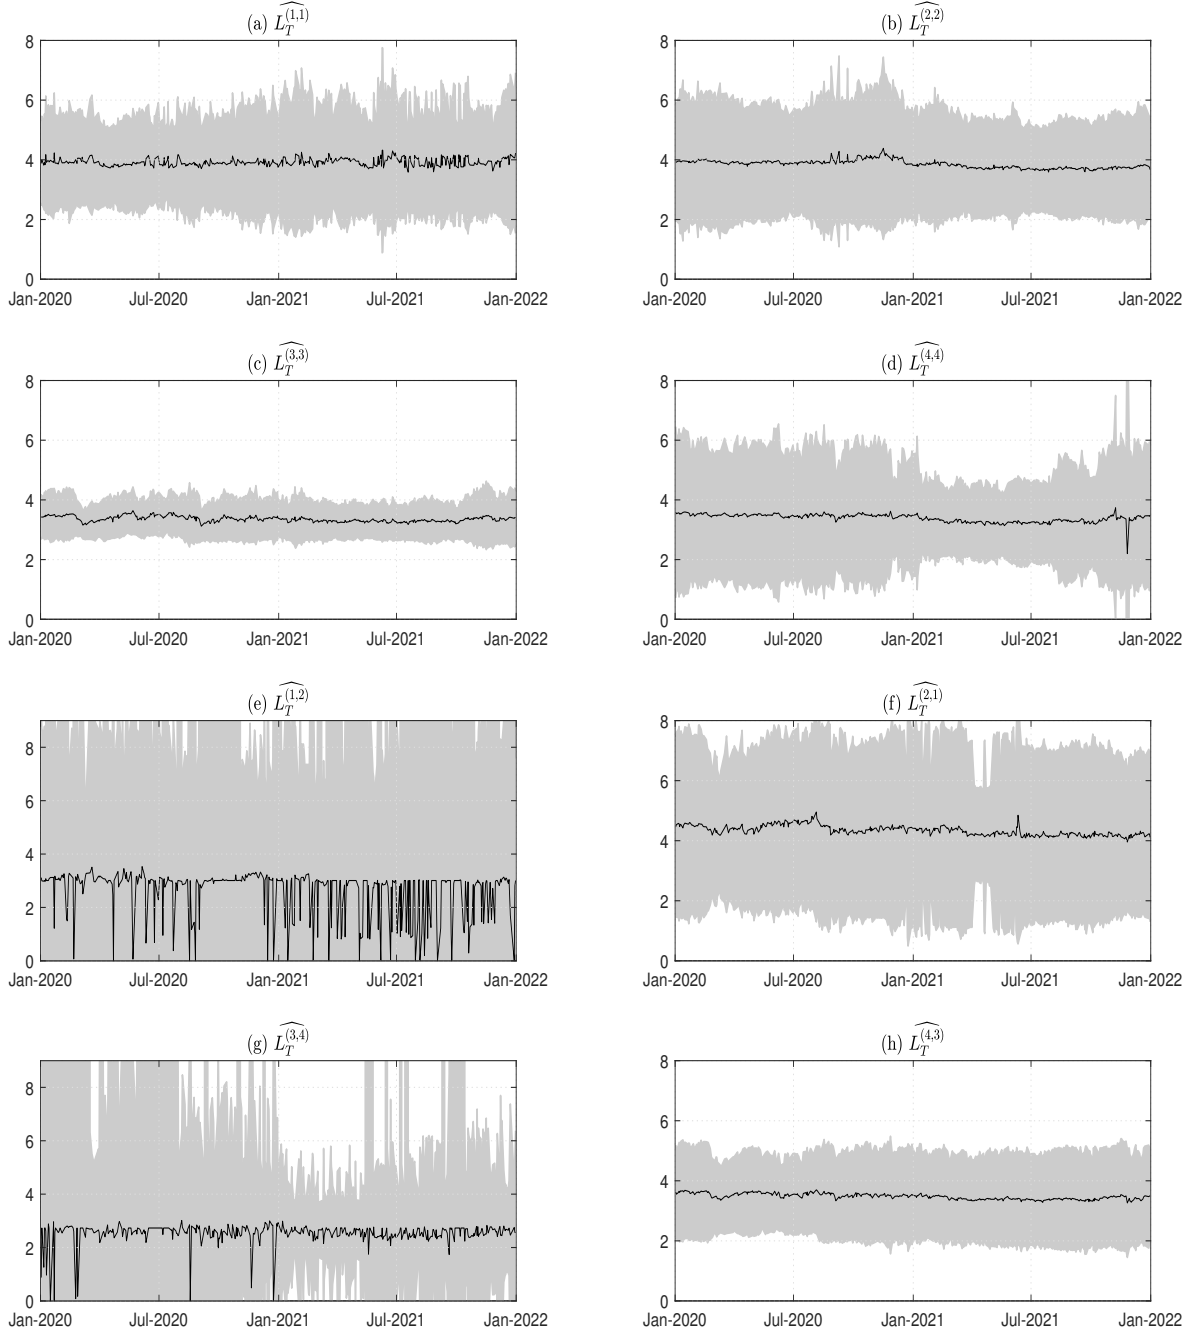 (a) $\widehat{L_T^{(1,1)}}$
8
6
4
2
0
Jan-2020 Jul-2020 Jan-2021 Jul-2021 Jan-2022
(b) $\widehat{L_T^{(2,2)}}$
8
6
4
2
0
Jan-2020 Jul-2020 Jan-2021 Jul-2021 Jan-2022
(c) $\widehat{L_T^{(3,3)}}$
8
6
4
2
0
Jan-2020 Jul-2020 Jan-2021 Jul-2021 Jan-2022
(d) $\widehat{L_T^{(4,4)}}$
8
6
4
2
0
Jan-2020 Jul-2020 Jan-2021 Jul-2021 Jan-2022
(e) $\widehat{L_T^{(1,2)}}$
8
6
4
2
0
Jan-2020 Jul-2020 Jan-2021 Jul-2021 Jan-2022
(f) $\widehat{L_T^{(2,1)}}$
8
6
4
2
0
Jan-2020 Jul-2020 Jan-2021 Jul-2021 Jan-2022
(g) $\widehat{L_T^{(3,4)}}$
8
6
4
2
0
Jan-2020 Jul-2020 Jan-2021 Jul-2021 Jan-2022
(h) $\widehat{L_T^{(4,3)}}$
8
6
4
2
0
Jan-2020 Jul-2020 Jan-2021 Jul-2021 Jan-2022